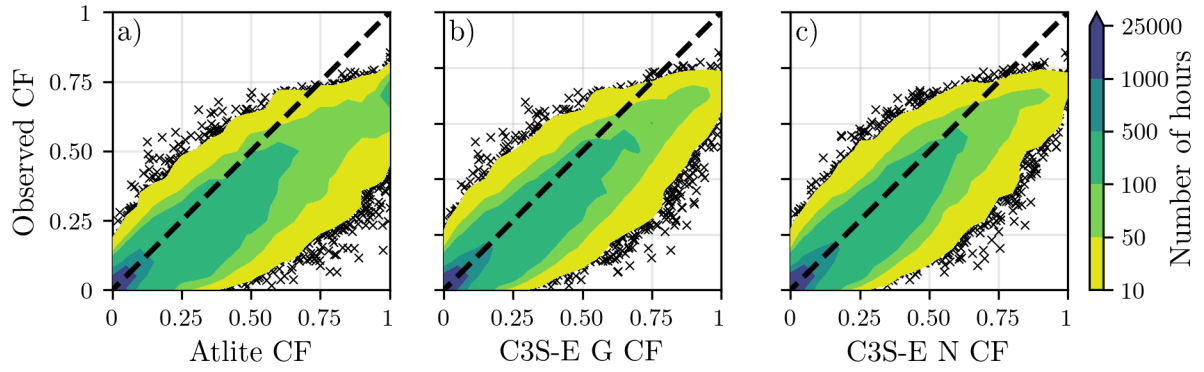 a)
b)
c)
Observed CF
1
0.75
0.50
0.25
0
0 0.25 0.50 0.75 1
0 0.25 0.50 0.75 1
0 0.25 0.50 0.75 1
Atlite CF
C3S-E G CF
C3S-E N CF
25000
1000
500
100
50
10
Number of hours